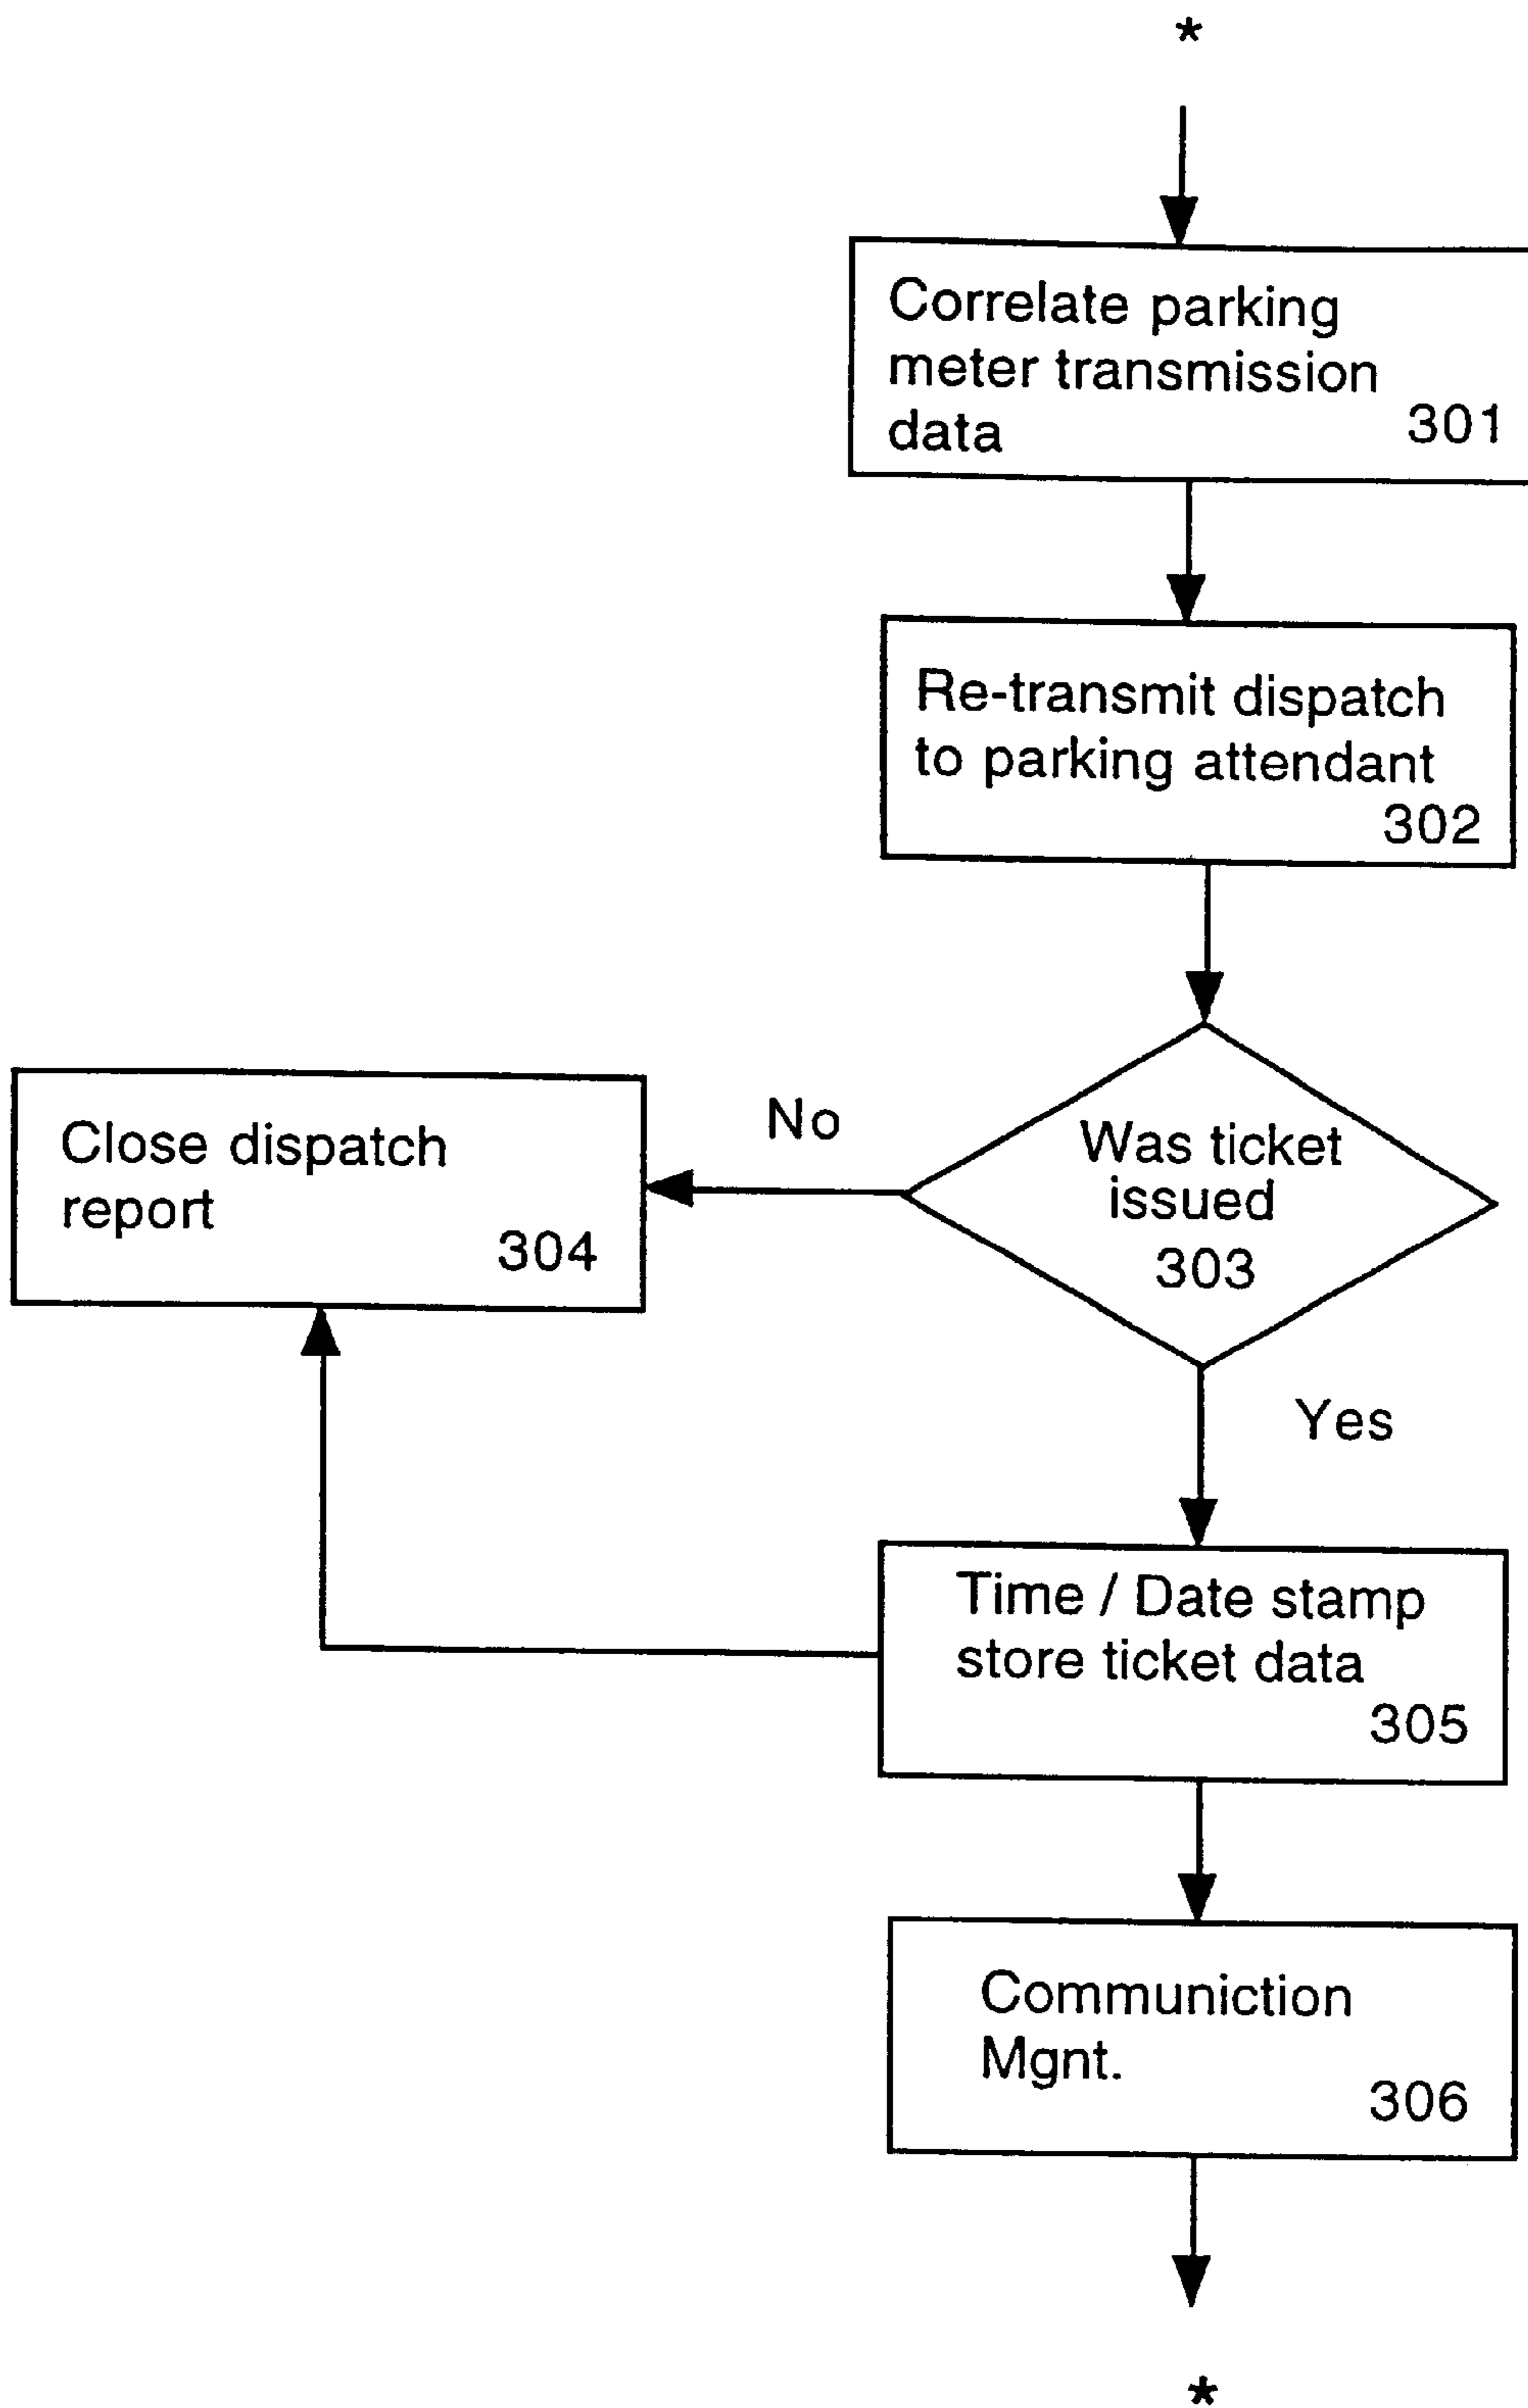 *
Correlate parking
meter transmission
data
301
Re-transmit dispatch
to parking attendant
302
Close dispatch
report
304
No
Was ticket
issued
303
Yes
Time / Date stamp
store ticket data
305
Communiction
Mgnt.
306
*